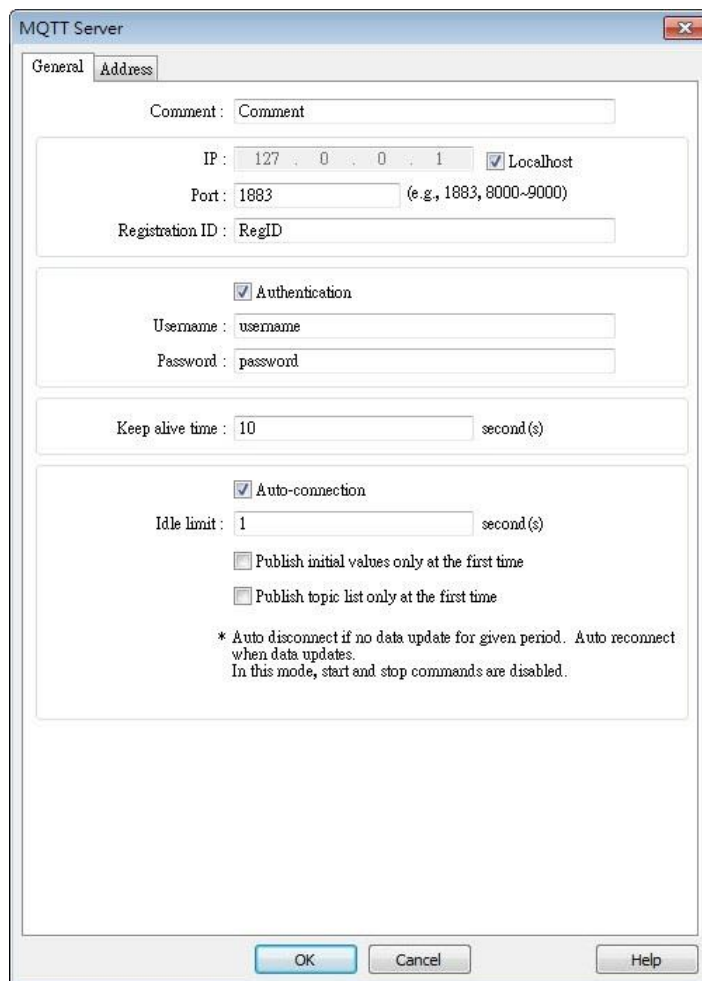 MQTT Server
General Address
Comment : Comment
IP : 127 . 0 . 0 . 1 Localhost
Port : 1883 (e.g., 1883, 8000~9000)
Registration ID : RegID
Authentication
Username : username
Password : password
Keep alive time : 10 second(s)
Auto-connection
Idle limit : 1 second(s)
Publish initial values only at the first time
Publish topic list only at the first time
* Auto disconnect if no data update for given period. Auto reconnect
when data updates.
In this mode, start and stop commands are disabled.
OK Cancel Help